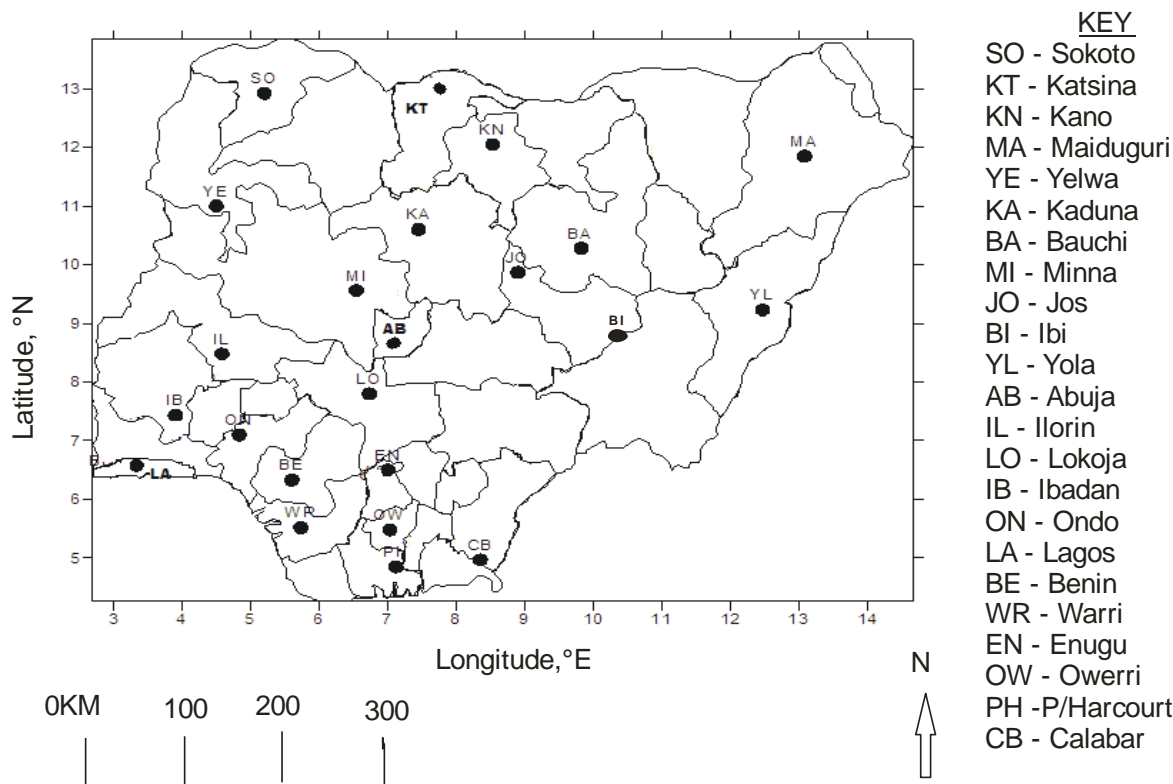 KEY
SO - Sokoto
KT - Katsina
KN - Kano
MA - Maiduguri
YE - Yelwa
KA - Kaduna
BA - Bauchi
MI - Minna
JO - Jos
BI - Ibi
YL - Yola
AB - Abuja
IL - Ilorin
LO - Lokoja
IB - Ibadan
ON - Ondo
LA - Lagos
BE - Benin
WR - Warri
EN - Enugu
OW - Owerri
PH -P/Harcourt
CB - Calabar
Latitude, °N
13
12
11
10
9
8
7
6
5
SO
KT
KN
MA
YE
KA
BA
JO
MI
YL
BI
AB
IL
LO
IB
ON
EN
BE
LA
WR
OW
CB
3 4 5 6 7 8 9 10 11 12 13 14
Longitude,°E
N
0KM 100 200 300